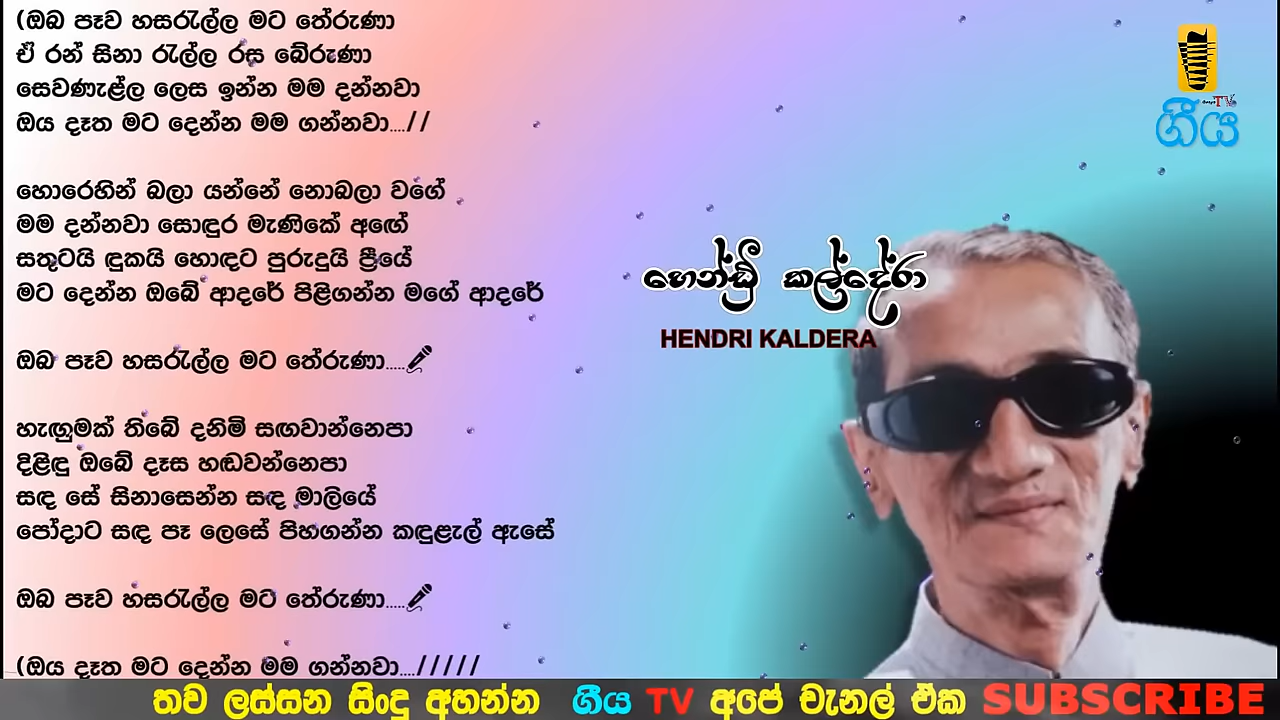 (ඔබ පෑව හසරැල්ල මට තේරුණා
ඒ රන් සිනා රැල්ල රස බේරුණා
සෙවණැල්ල ලෙස ඉන්න මම දන්නවා
ඔය දෑත මට දෙන්න මම ගන්නවා....//
හොරෙහින් බලා යන්නේ නොබලා වගේ
මම දන්නවා සොඳුර මැණිකේ අඟේ
සතුටයි ඳුකයි හොඳට පුරුදුයි ප්‍රියේ
මට දෙන්න ඔබේ ආදරේ පිළිගන්න මගේ ආදරේ
ඔබ පෑව හසරැල්ල මට තේරුණා.....
හැඟුමක් තිබේ දනිමි සඟවාන්නෙපා
දිළිඳු ඔබේ දෑස හඬවන්නෙපා
සඳ සේ සිනාසෙන්න සඳ මාලියේ
පෝදාට සඳ පෑ ලෙසේ පිහගන්න කඳුළැල් ඇසේ
ඔබ පෑව හසරැල්ල මට තේරුණා.....
(ඔය දෑත මට දෙන්න මම ගන්නවා....//////
ගීය
TV
හෙන්ඩ්‍රි කල්දේරා
HENDRI KALDERA
තව ලස්සන සිංදු අහන්න ගීය TV අපේ චැනල් ඒක SUBSCRIBE